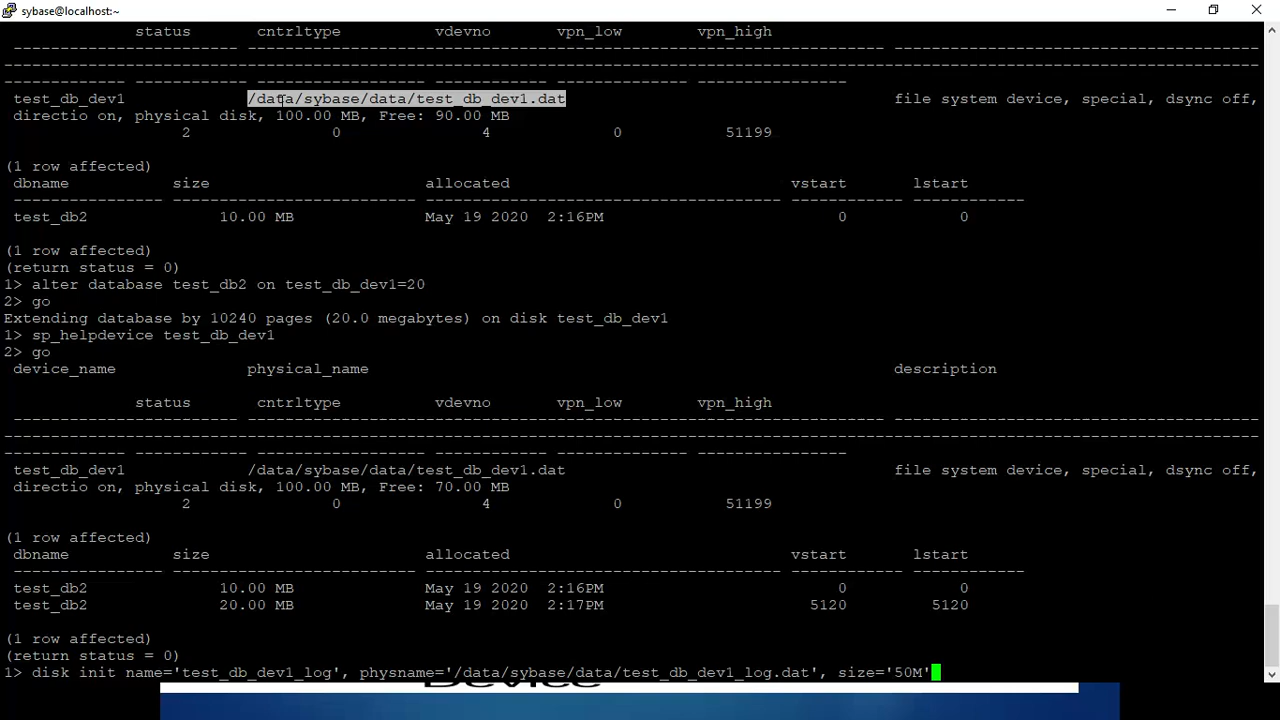 sybase@localhost:~
status cntrltype vdevno vpn_low vpn_high
------------------------- -------------------------------------------------------------------- ---------------------------------------
---------------------------------------------------------------------------------------------------------------------------------------
------------- ------------ ------------------ -------------- -------------- ----------------
test_db_dev1 /data/sybase/data/test_db_dev1.dat file system device, special, dsync off,
directio on, physical disk, 100.00 MB, Free: 90.00 MB
2 0 4 0 51199
(1 row affected)
dbname size allocated vstart lstart
---------------- -------------------------- -------------------------------------- ------------ ------------
test_db2 10.00 MB May 19 2020 2:16PM 0 0
(1 row affected)
(return status = 0)
1> alter database test_db2 on test_db_dev1=20
2> go
Extending database by 10240 pages (20.0 megabytes) on disk test_db_dev1
1> sp_helpdevice test_db_dev1
2> go
device_name physical_name description
status cntrltype vdevno vpn_low vpn_high
------------------------- -------------------------------------------------------------------- ---------------------------------------
---------------------------------------------------------------------------------------------------------------------------------------
------------- ------------ ------------------ -------------- -------------- ----------------
test_db_dev1 /data/sybase/data/test_db_dev1.dat file system device, special, dsync off,
directio on, physical disk, 100.00 MB, Free: 70.00 MB
2 0 4 0 51199
(1 row affected)
dbname size allocated vstart lstart
---------------- -------------------------- -------------------------------------- ------------ ------------
test_db2 10.00 MB May 19 2020 2:16PM 0 0
test_db2 20.00 MB May 19 2020 2:17PM 5120 5120
(1 row affected)
(return status = 0)
1> disk init name='test_db_dev1_log', physname='/data/sybase/data/test_db_dev1_log.dat', size='50M'
Device